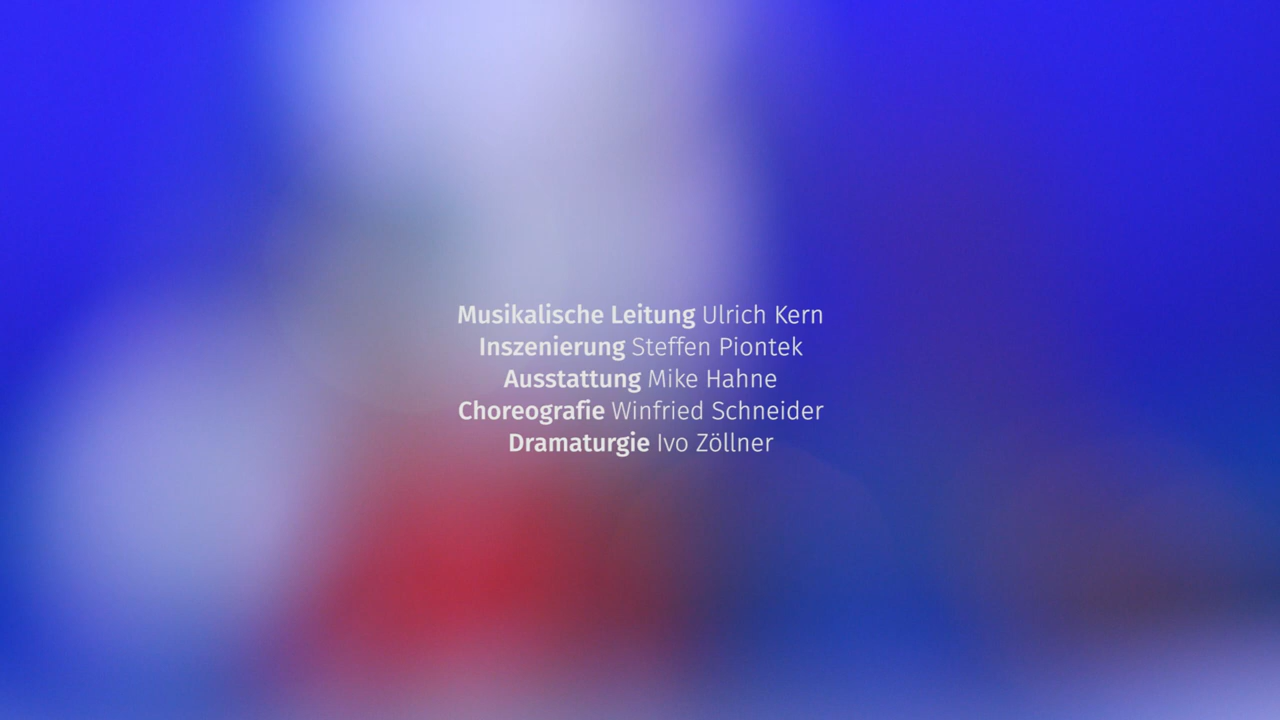 Musikalische Leitung Ulrich Kern
Inszenierung Steffen Piontek
Ausstattung Mike Hahne
Choreografie Winfried Schneider
Dramaturgie Ivo Zöllner